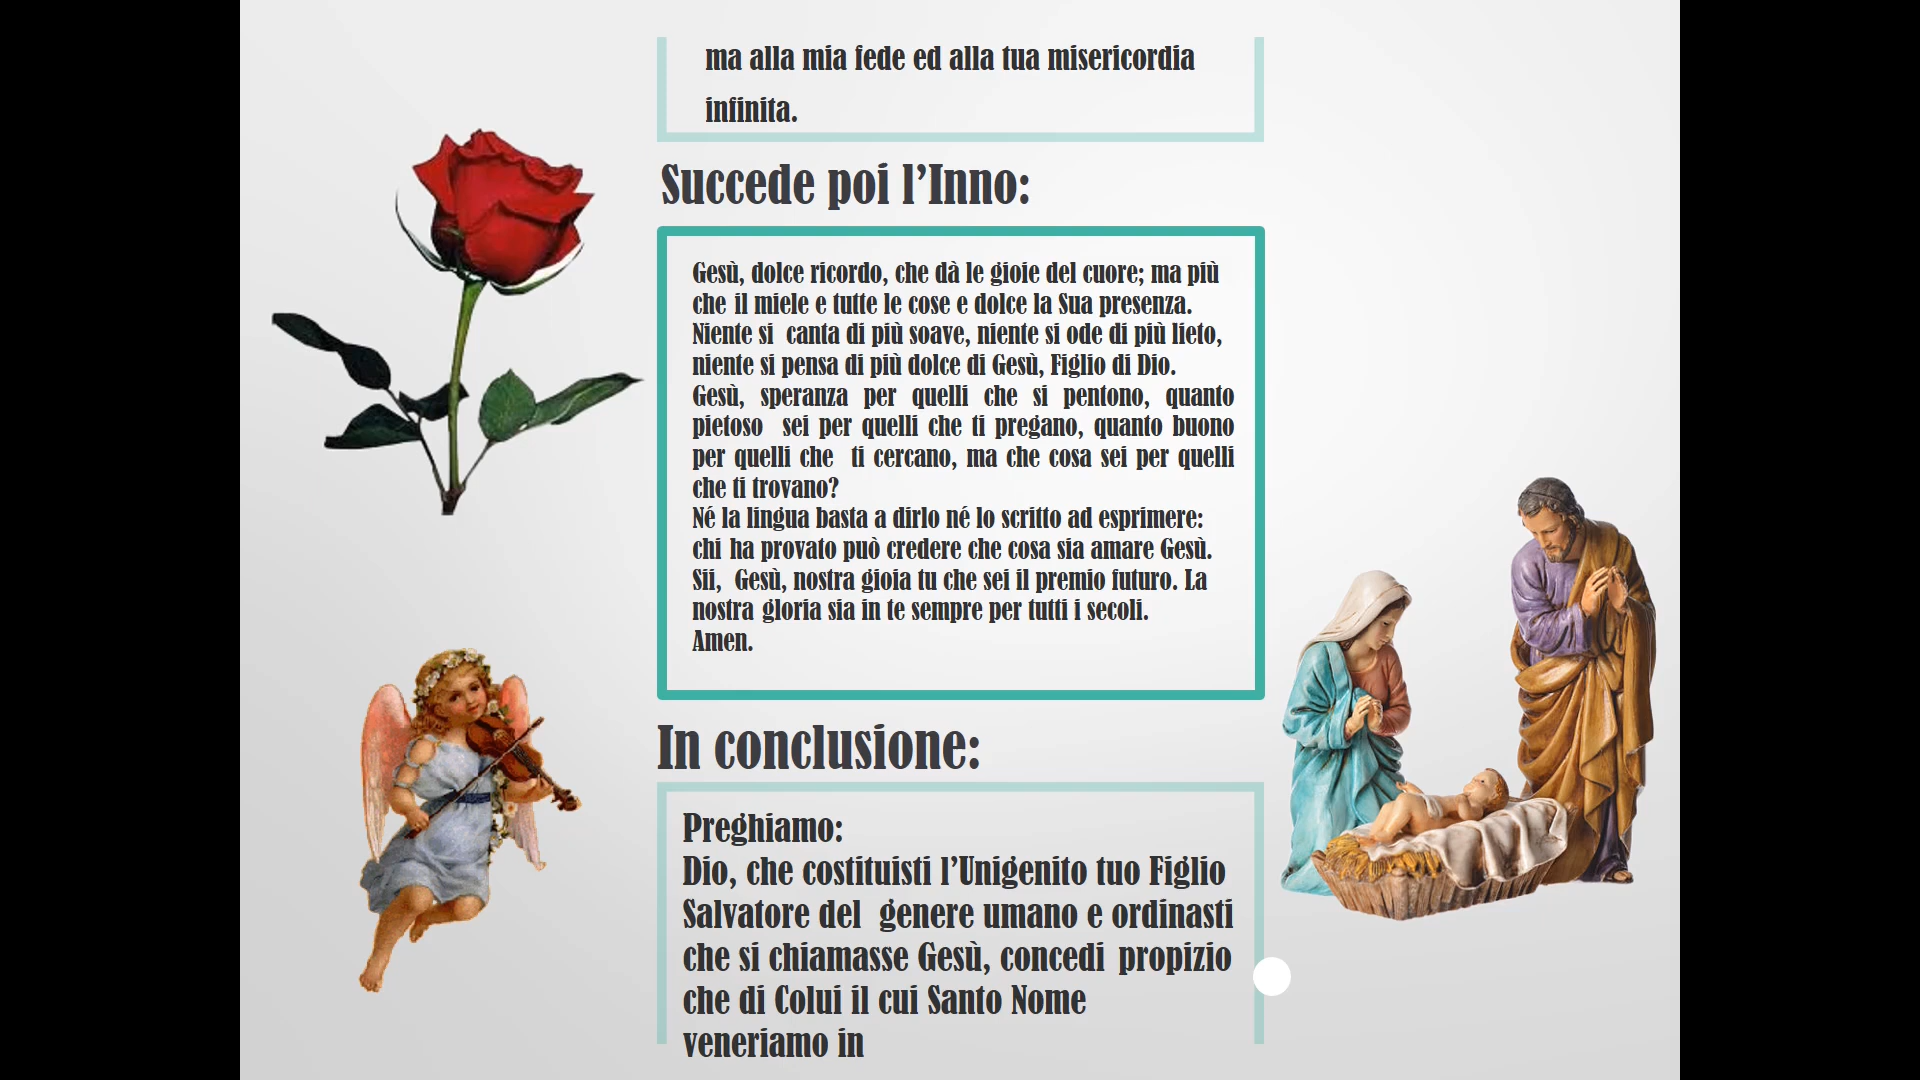 ma alla mia fede ed alla tua misericordia
infinita.
Succede poi l’Inno:
Gesù, dolce ricordo, che dà le gioie del cuore; ma più
che il miele e tutte le cose e dolce la Sua presenza.
Niente si canta di più soave, niente si ode di più lieto,
niente si pensa di più dolce di Gesù, Figlio di Dio.
Gesù, speranza per quelli che si pentono, quanto
pietoso sei per quelli che ti pregano, quanto buono
per quelli che ti cercano, ma che cosa sei per quelli
che ti trovano?
Né la lingua basta a dirlo né lo scritto ad esprimere:
chi ha provato può credere che cosa sia amare Gesù.
Sii, Gesù, nostra gioia tu che sei il premio futuro. La
nostra gloria sia in te sempre per tutti i secoli.
Amen.
In conclusione:
Preghiamo:
Dio, che costituisti l’Unigenito tuo Figlio
Salvatore del genere umano e ordinasti
che si chiamasse Gesù, concedi propizio
che di Colui il cui Santo Nome
veneriamo in